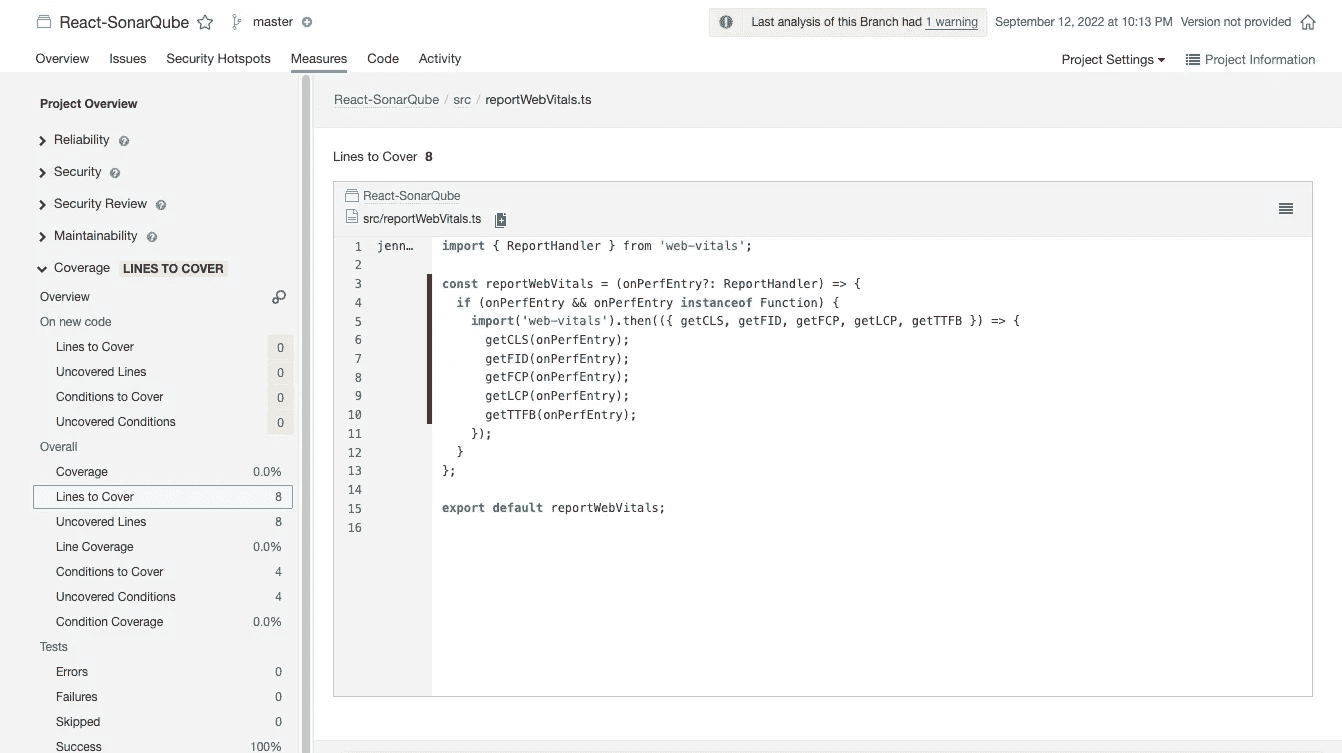 React-SonarQube master
Last analysis of this Branch had 1 warning September 12, 2022 at 10:13 PM Version not provided
Overview Issues Security Hotspots Measures Code Activity Project Settings Project Information
Project Overview
Reliability
Security
Security Review
Maintainability
Coverage LINES TO COVER
Overview
On new code
Lines to Cover 0
Uncovered Lines 0
Conditions to Cover 0
Uncovered Conditions 0
Overall
Coverage 0.0%
Lines to Cover 8
Uncovered Lines 8
Line Coverage 0.0%
Conditions to Cover 4
Uncovered Conditions 4
Condition Coverage 0.0%
Tests
Errors 0
Failures 0
Skipped 0
Success 100%
React-SonarQube / src / reportWebVitals.ts
Lines to Cover 8
React-SonarQube
src/reportWebVitals.ts
1 jenn… import { ReportHandler } from 'web-vitals';
2
3 const reportWebVitals = (onPerfEntry?: ReportHandler) => {
4 if (onPerfEntry && onPerfEntry instanceof Function) {
5 import('web-vitals').then(({ getCLS, getFID, getFCP, getLCP, getTTFB }) => {
6 getCLS(onPerfEntry);
7 getFID(onPerfEntry);
8 getFCP(onPerfEntry);
9 getLCP(onPerfEntry);
10 getTTFB(onPerfEntry);
11 });
12 }
13 };
14
15 export default reportWebVitals;
16